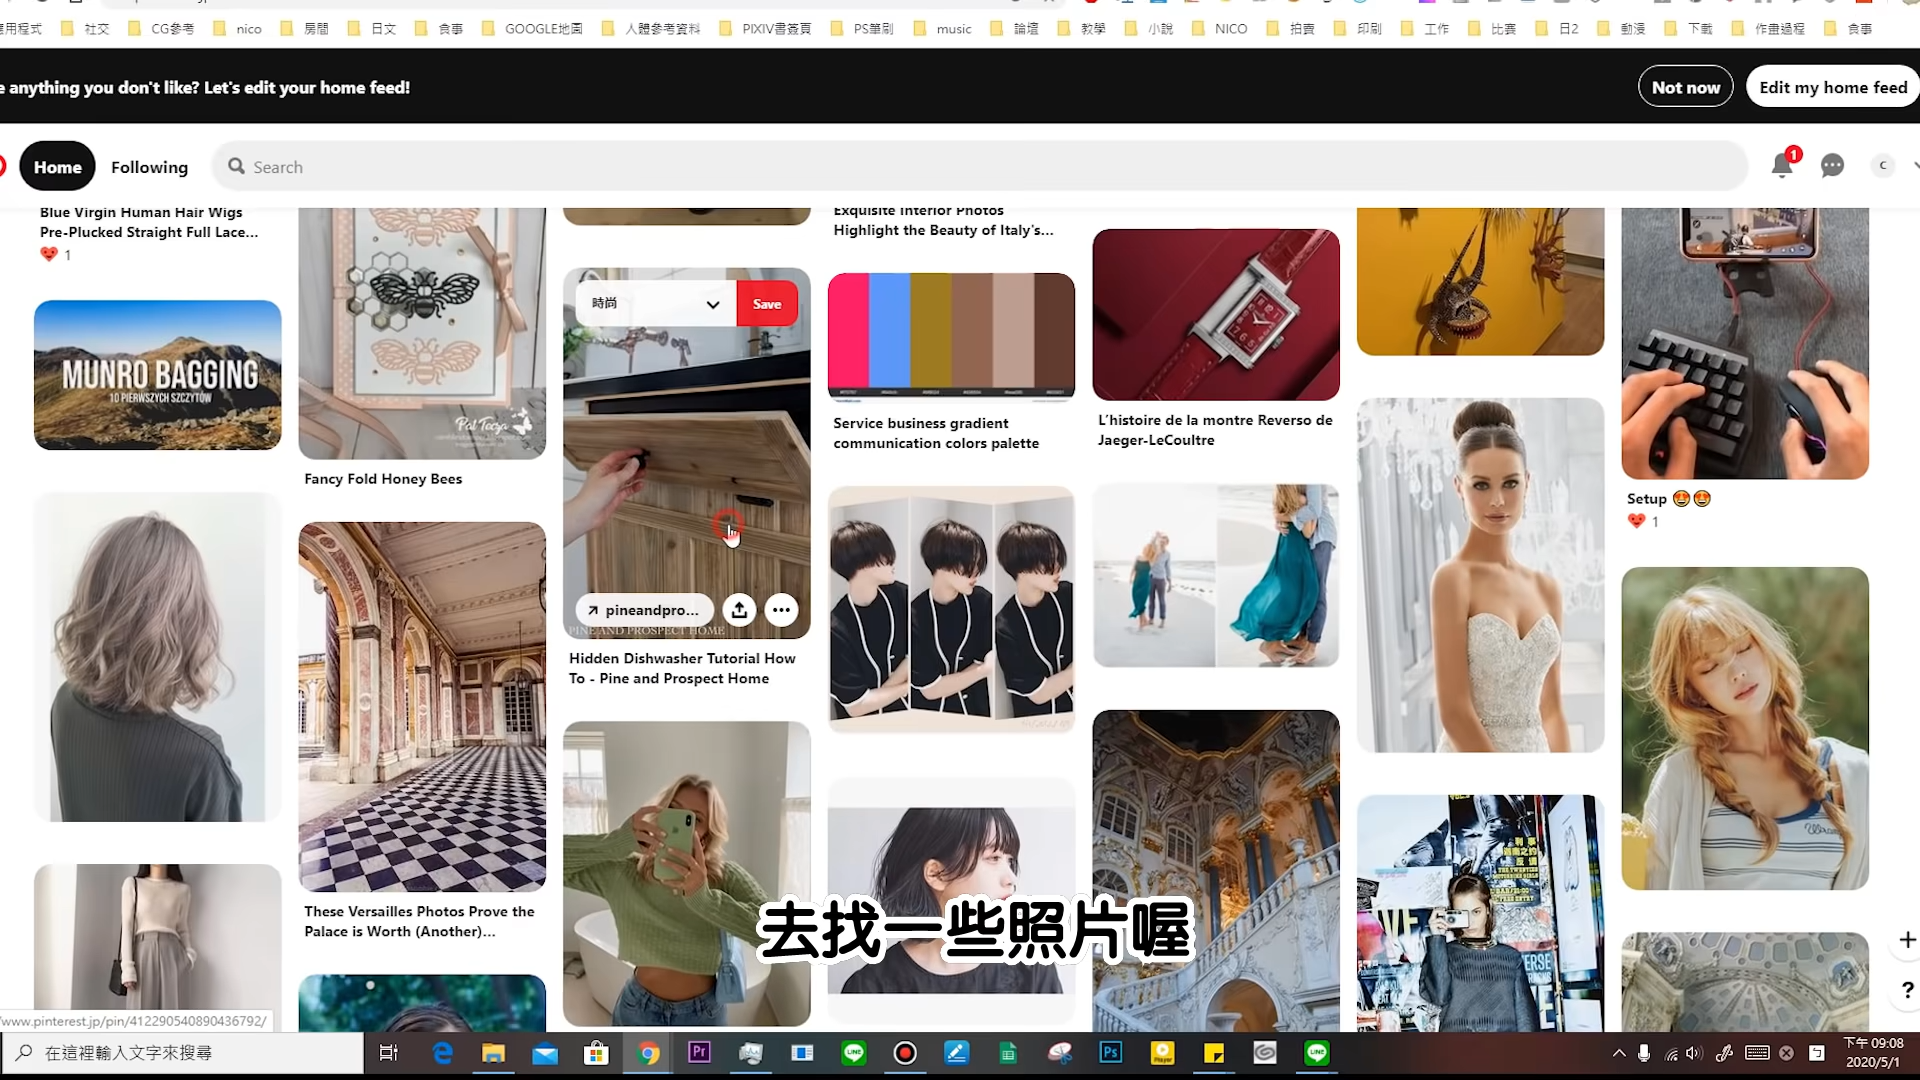 應用程式 社交 CG參考 nico 房間 日文 食事 GOOGLE地圖 人體參考資料 PIXIV書簽頁 PS筆刷 music 論壇 教學 小說 NICO 拍賣 印刷 工作 比賽 日2 動漫 下載 作畫過程 食事
e anything you don't like? Let's edit your home feed!
Not now
Edit my home feed
Home
Following
Search
1
C
Blue Virgin Human Hair Wigs
Pre-Plucked Straight Full Lace...
1
MUNRO BAGGING
10 PIERWSZYCH SZCZYTÓW
Fancy Fold Honey Bees
These Versailles Photos Prove the
Palace is Worth (Another)...
時尚
Save
pineandpro...
PINE AND PROSPECT HOME
Hidden Dishwasher Tutorial How
To - Pine and Prospect Home
Exquisite Interior Photos
Highlight the Beauty of Italy's...
Service business gradient
communication colors palette
L'histoire de la montre Reverso de
Jaeger-LeCoultre
Setup
1
去找一些照片喔
www.pinterest.jp/pin/412290540890436792/
在這裡輸入文字來搜尋
下午 09:08
2020/5/1